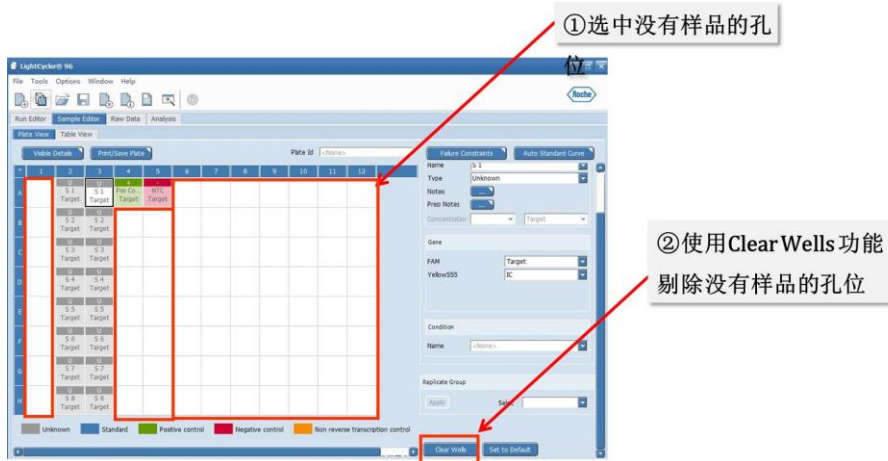 ①选中没有样品的孔
位
LightCycler® 96
File Tools Options Window Help
Roche
Run Editor Sample Editor Raw Data Analysis
Plate View Table View
Visible Details Print/Save Plate Plate Id <None> Failure Constraints Auto Standard Curve
* 1 2 3 4 5 6 7 8 9 10 11 12
Name S 1
Type Unknown
Notes ...
Prep Notes ...
Concentration Target
Gene
FAM Target
Yellow555 IC
Condition
Name <None>
Replicate Group
Apply
U U + -
A S 1 S 1 Pos Co... NTC
Target Target Target Target
U U
B S 2 S 2
Target Target
U U
C S 3 S 3
Target Target
U U
D S 4 S 4
Target Target
U U
E S 5 S 5
Target Target
U U
F S 6 S 6
Target Target
U U
G S 7 S 7
Target Target
U U
H S 8 S 8
Target Target
Unknown Standard Positive control Negative control Non reverse transcription control
Clear Wells Set to Default
②使用Clear Wells 功能
剔除没有样品的孔位